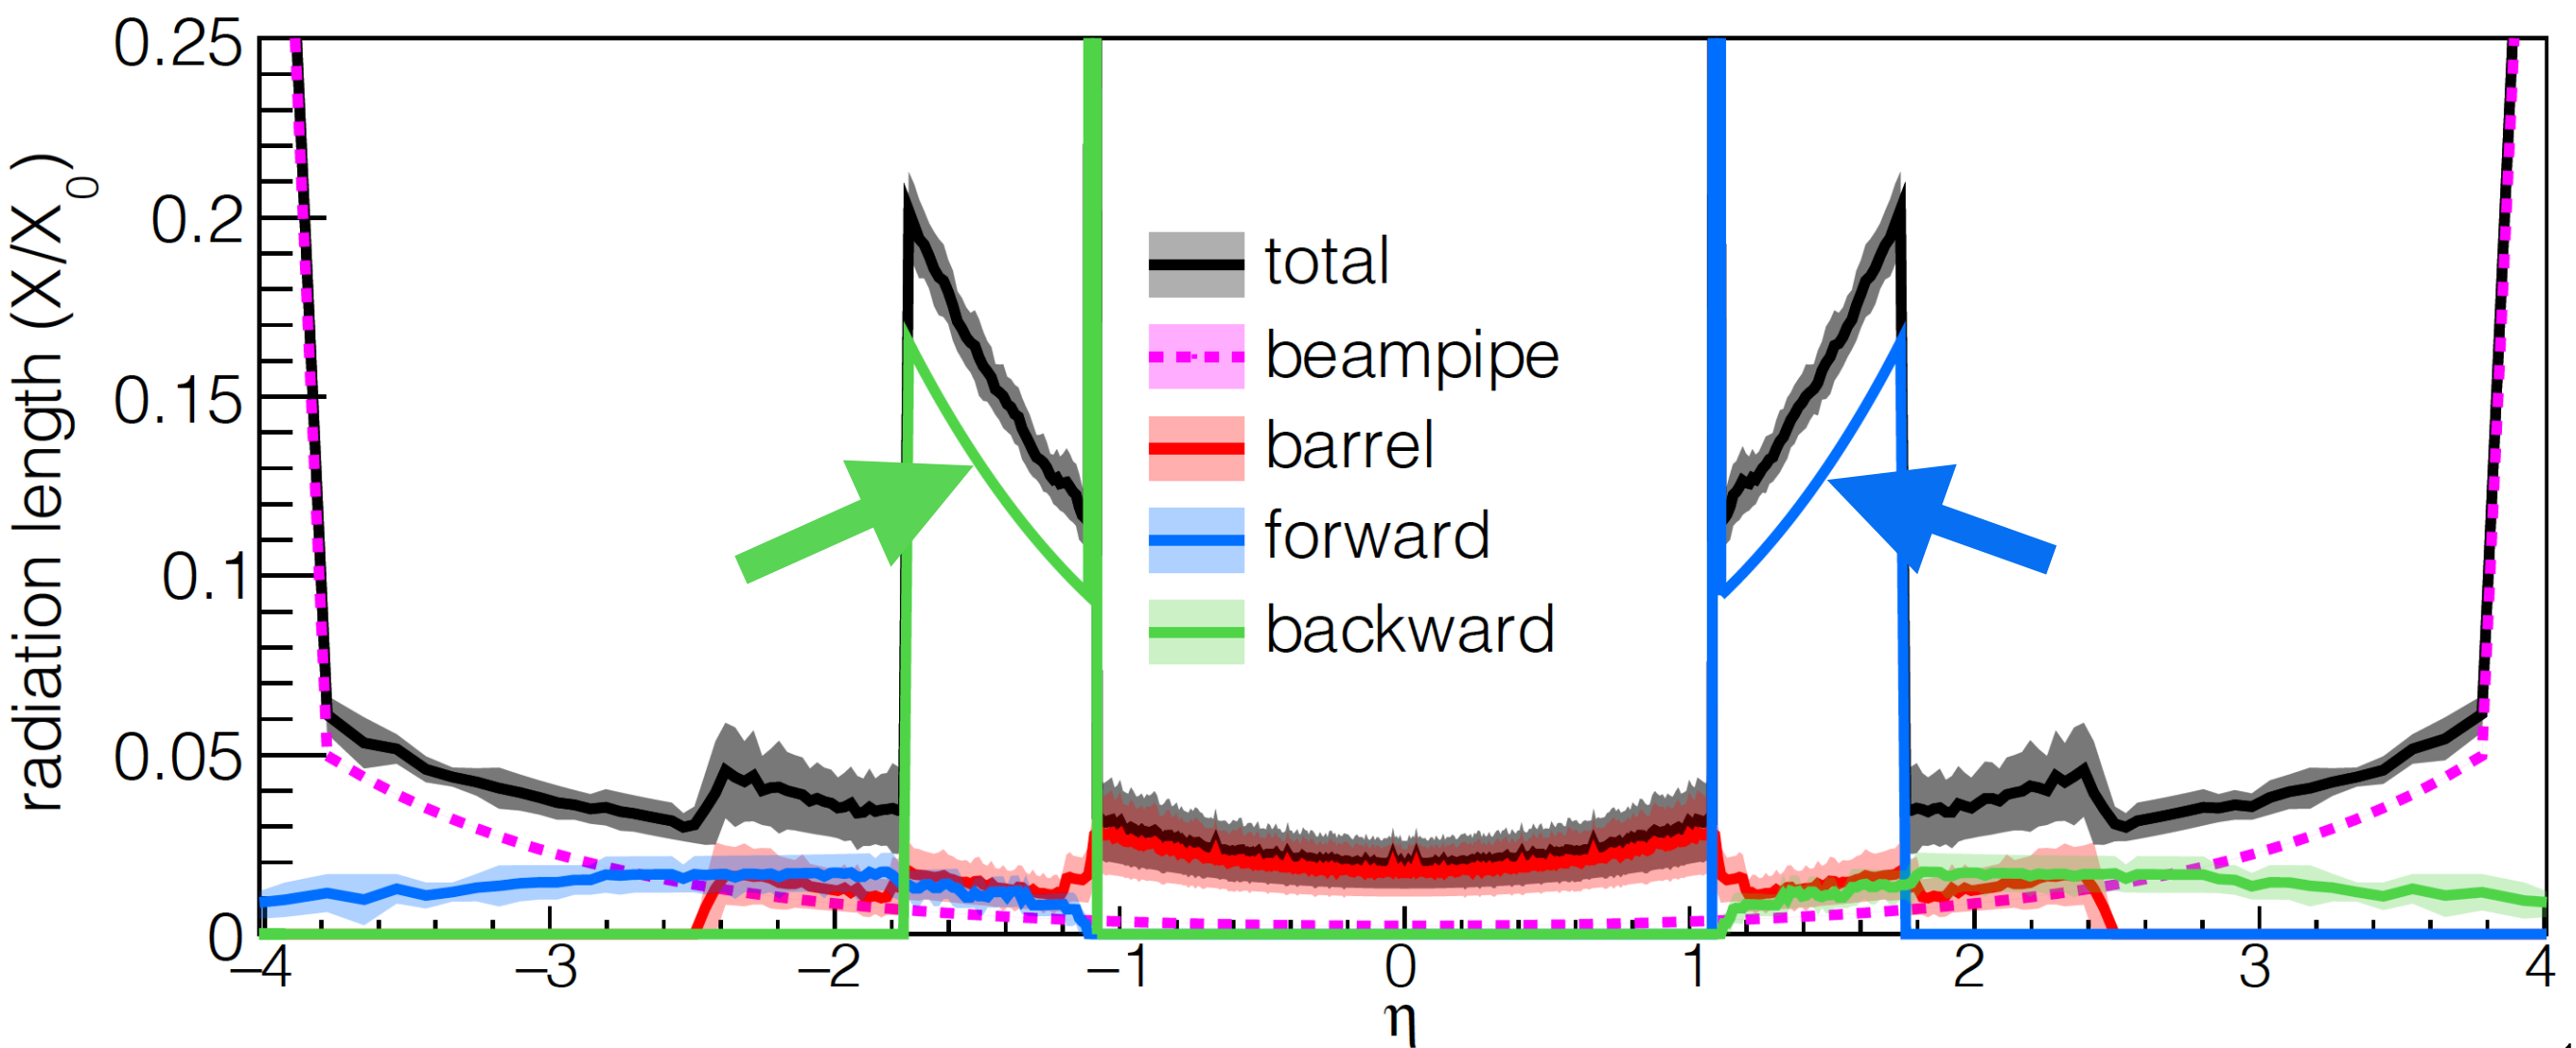 radiation length (X/X0)
0.25
0.2
0.15
0.1
0.05
0
total
beampipe
barrel
forward
backward
–4 –3 –2 –1 0 1 2 3 4
η